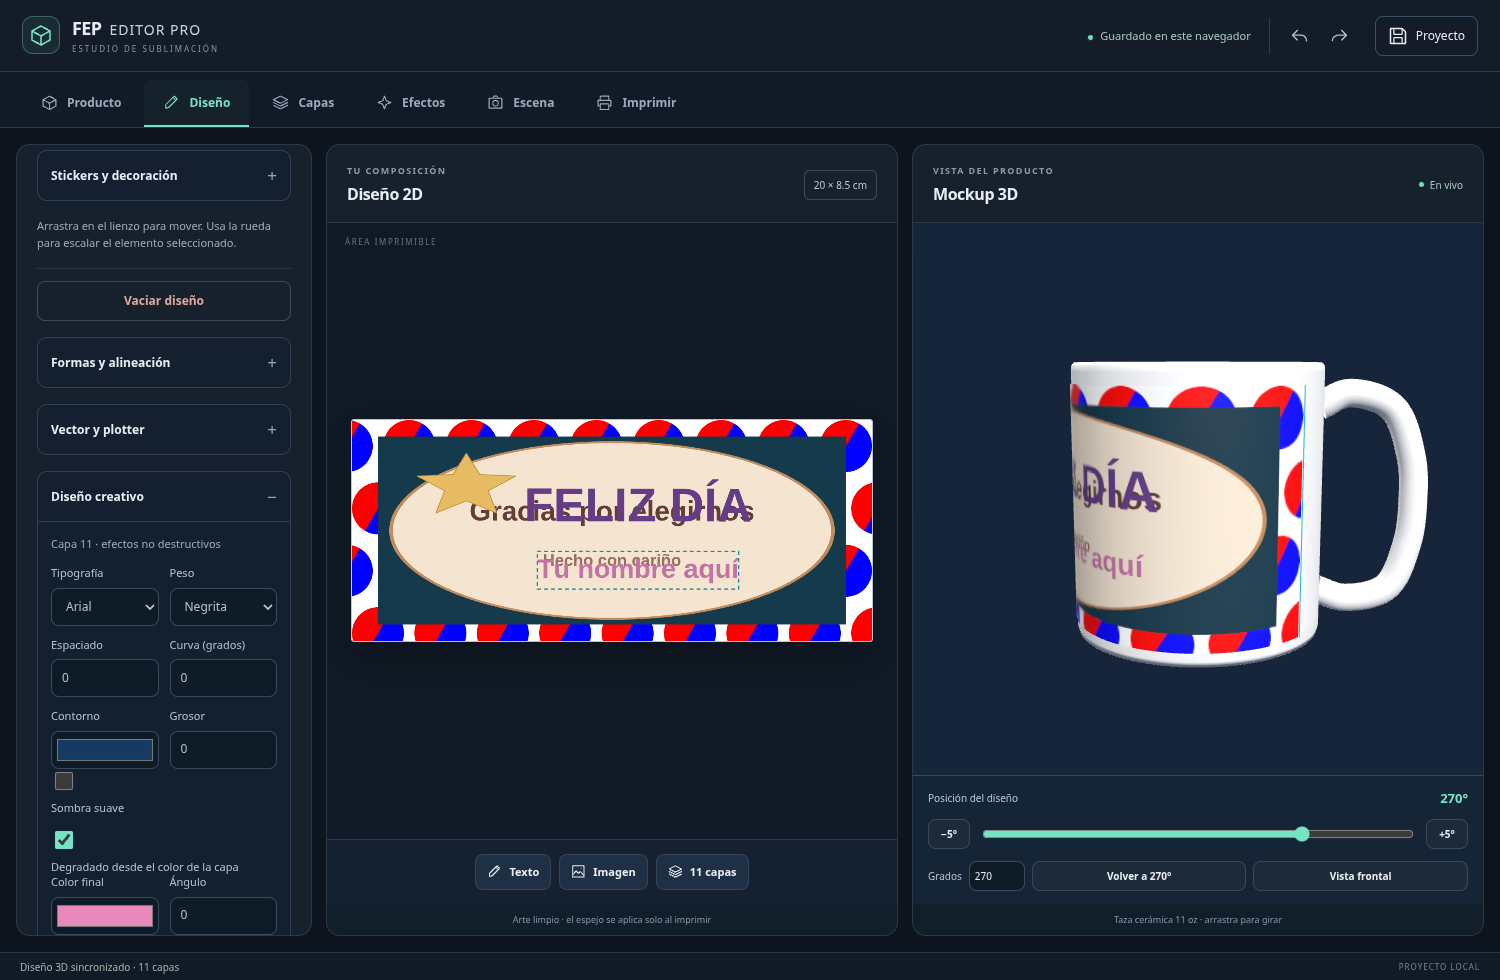 FEP EDITOR PRO
ESTUDIO DE SUBLIMACIÓN
Guardado en este navegador
Proyecto
Producto
Diseño
Capas
Efectos
Escena
Imprimir
Stickers y decoración
+
Arrastra en el lienzo para mover. Usa la rueda
para escalar el elemento seleccionado.
Vaciar diseño
Formas y alineación
+
Vector y plotter
+
Diseño creativo
−
Capa 11 · efectos no destructivos
Tipografía
Peso
Arial
Negrita
Espaciado
Curva (grados)
0
0
Contorno
Grosor
0
Sombra suave
Degradado desde el color de la capa
Color final
Ángulo
0
TU COMPOSICIÓN
Diseño 2D
20 × 8.5 cm
ÁREA IMPRIMIBLE
FELIZ DÍA
Gracias por elegirnos
Hecho con cariño
Tu nombre aquí
Texto
Imagen
11 capas
Arte limpio · el espejo se aplica solo al imprimir
VISTA DEL PRODUCTO
Mockup 3D
En vivo
DÍA
legirnos
re aquí
Posición del diseño
270°
−5°
+5°
Grados
270
Volver a 270°
Vista frontal
Taza cerámica 11 oz · arrastra para girar
Diseño 3D sincronizado · 11 capas
PROYECTO LOCAL